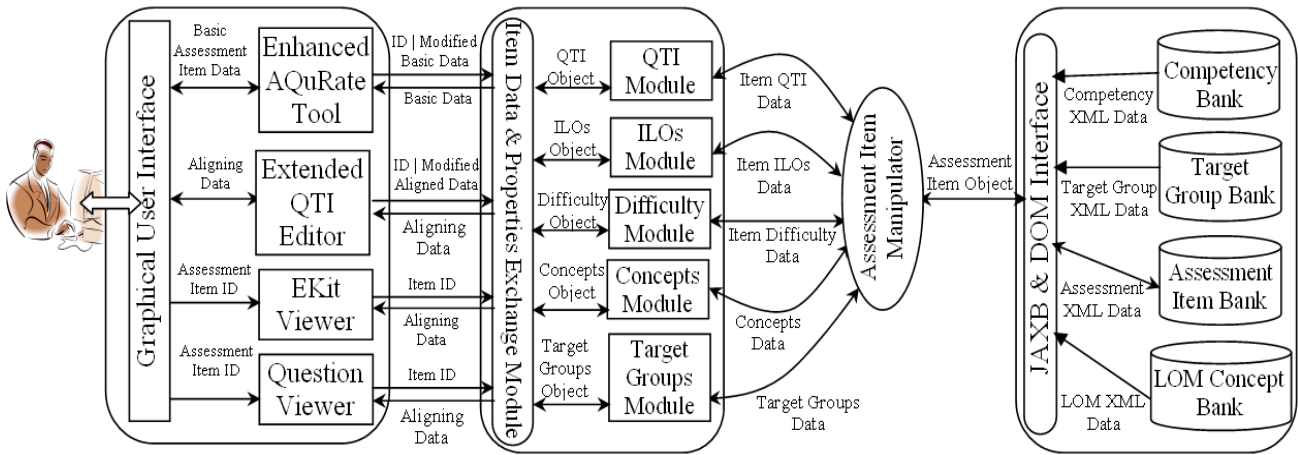 Graphical User Interface
Basic
Assessment
Item Data
Enhanced
AQuRate
Tool
Aligning
Data
Extended
QTI
Editor
Assessment
Item ID
EKit
Viewer
Assessment
Item ID
Question
Viewer
ID | Modified
Basic Data
Basic Data
ID | Modified
Aligned Data
Aligning
Data
Item ID
Aligning
Data
Item ID
Aligning
Data
Item Data & Properties Exchange Module
QTI
Object
QTI
Module
ILOs
Object
ILOs
Module
Difficulty
Object
Difficulty
Module
Concepts
Object
Concepts
Module
Target
Groups
Object
Target
Groups
Module
Item QTI
Data
Item ILOs
Data
Item Difficulty
Data
Concepts
Data
Target Groups
Data
Assessment Item
Manipulator
Assessment
Item Object
JAXB & DOM Interface
Competency
XML Data
Competency
Bank
Target Group
XML Data
Target
Group Bank
Assessment
XML Data
Assessment
Item Bank
LOM XML
Data
LOM Concept
Bank